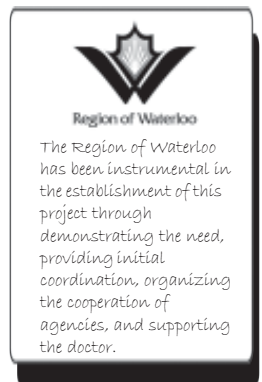 Region of Waterloo
The Region of Waterloo
has been instrumental in
the establishment of this
project through
demonstrating the need,
providing initial
coordination, organizing
the cooperation of
agencies, and supporting
the doctor.